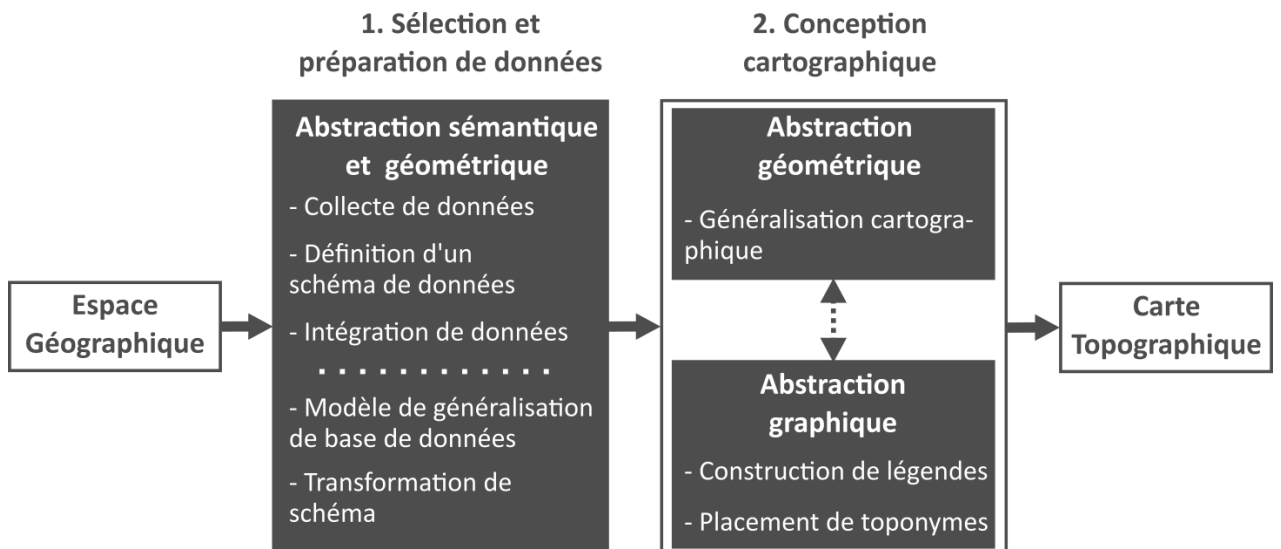 1. Sélection et
préparation de données
2. Conception
cartographique
Espace
Géographique
Abstraction sémantique
et géométrique
- Collecte de données
- Définition d'un
schéma de données
- Intégration de données
- Modèle de généralisation
de base de données
- Transformation de
schéma
Abstraction
géométrique
- Généralisation cartogra-
phique
Abstraction
graphique
- Construction de légendes
- Placement de toponymes
Carte
Topographique